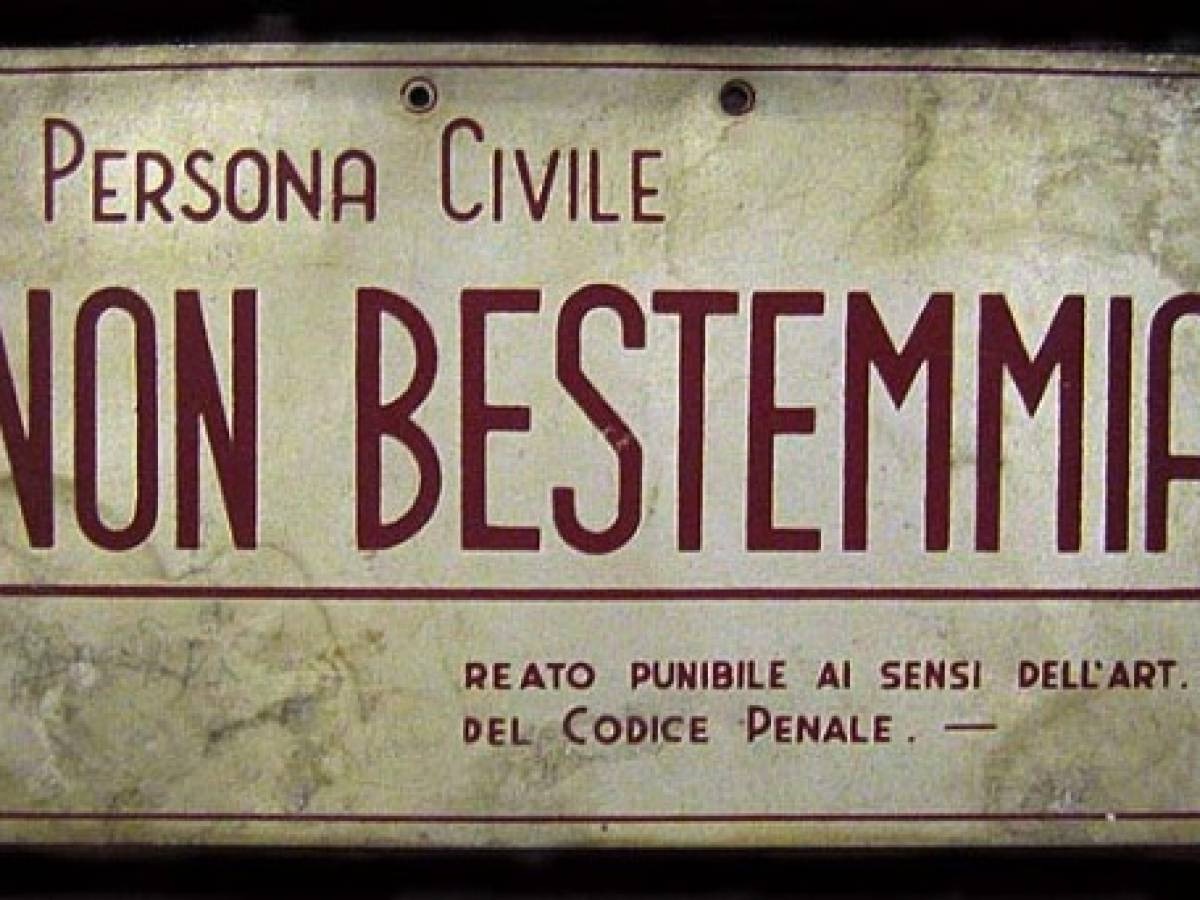 PERSONA CIVILE
NON BESTEMMIA
REATO PUNIBILE AI SENSI DELL'ART.
DEL CODICE PENALE. —